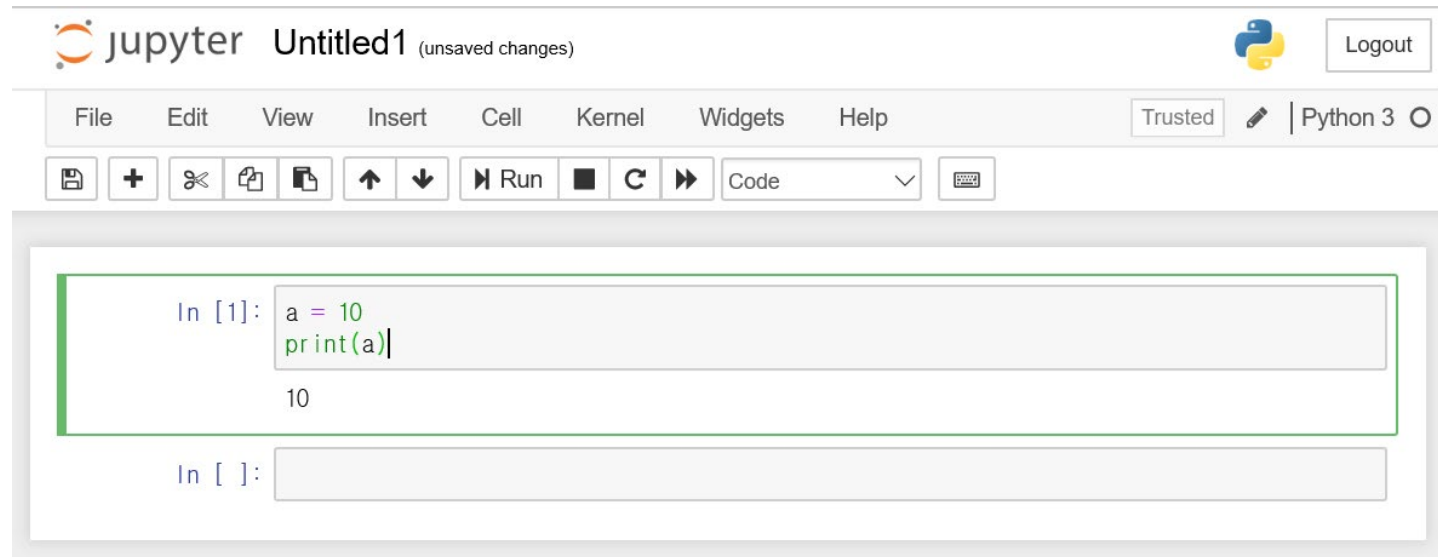 jupyter Untitled1 (unsaved changes) Logout
File Edit View Insert Cell Kernel Widgets Help Trusted Python 3
Run Code
In [1]: a = 10
print(a)
10
In [ ]: